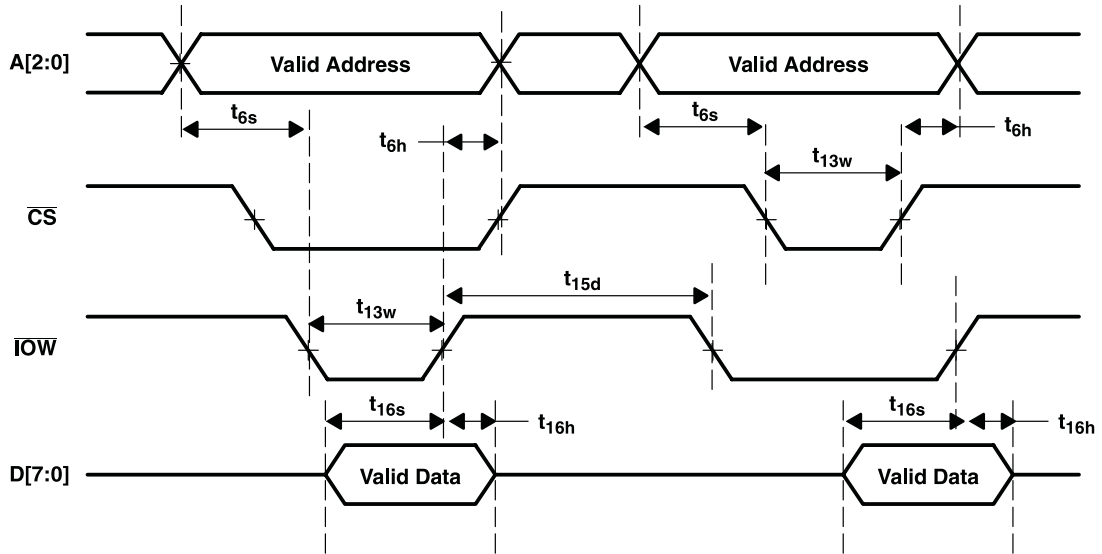 A[2:0] Valid Address Valid Address
t6s t6h t6s t6h
t13w
CS
t15d
t13w
IOW
t16s t16h t16s t16h
D[7:0] Valid Data Valid Data